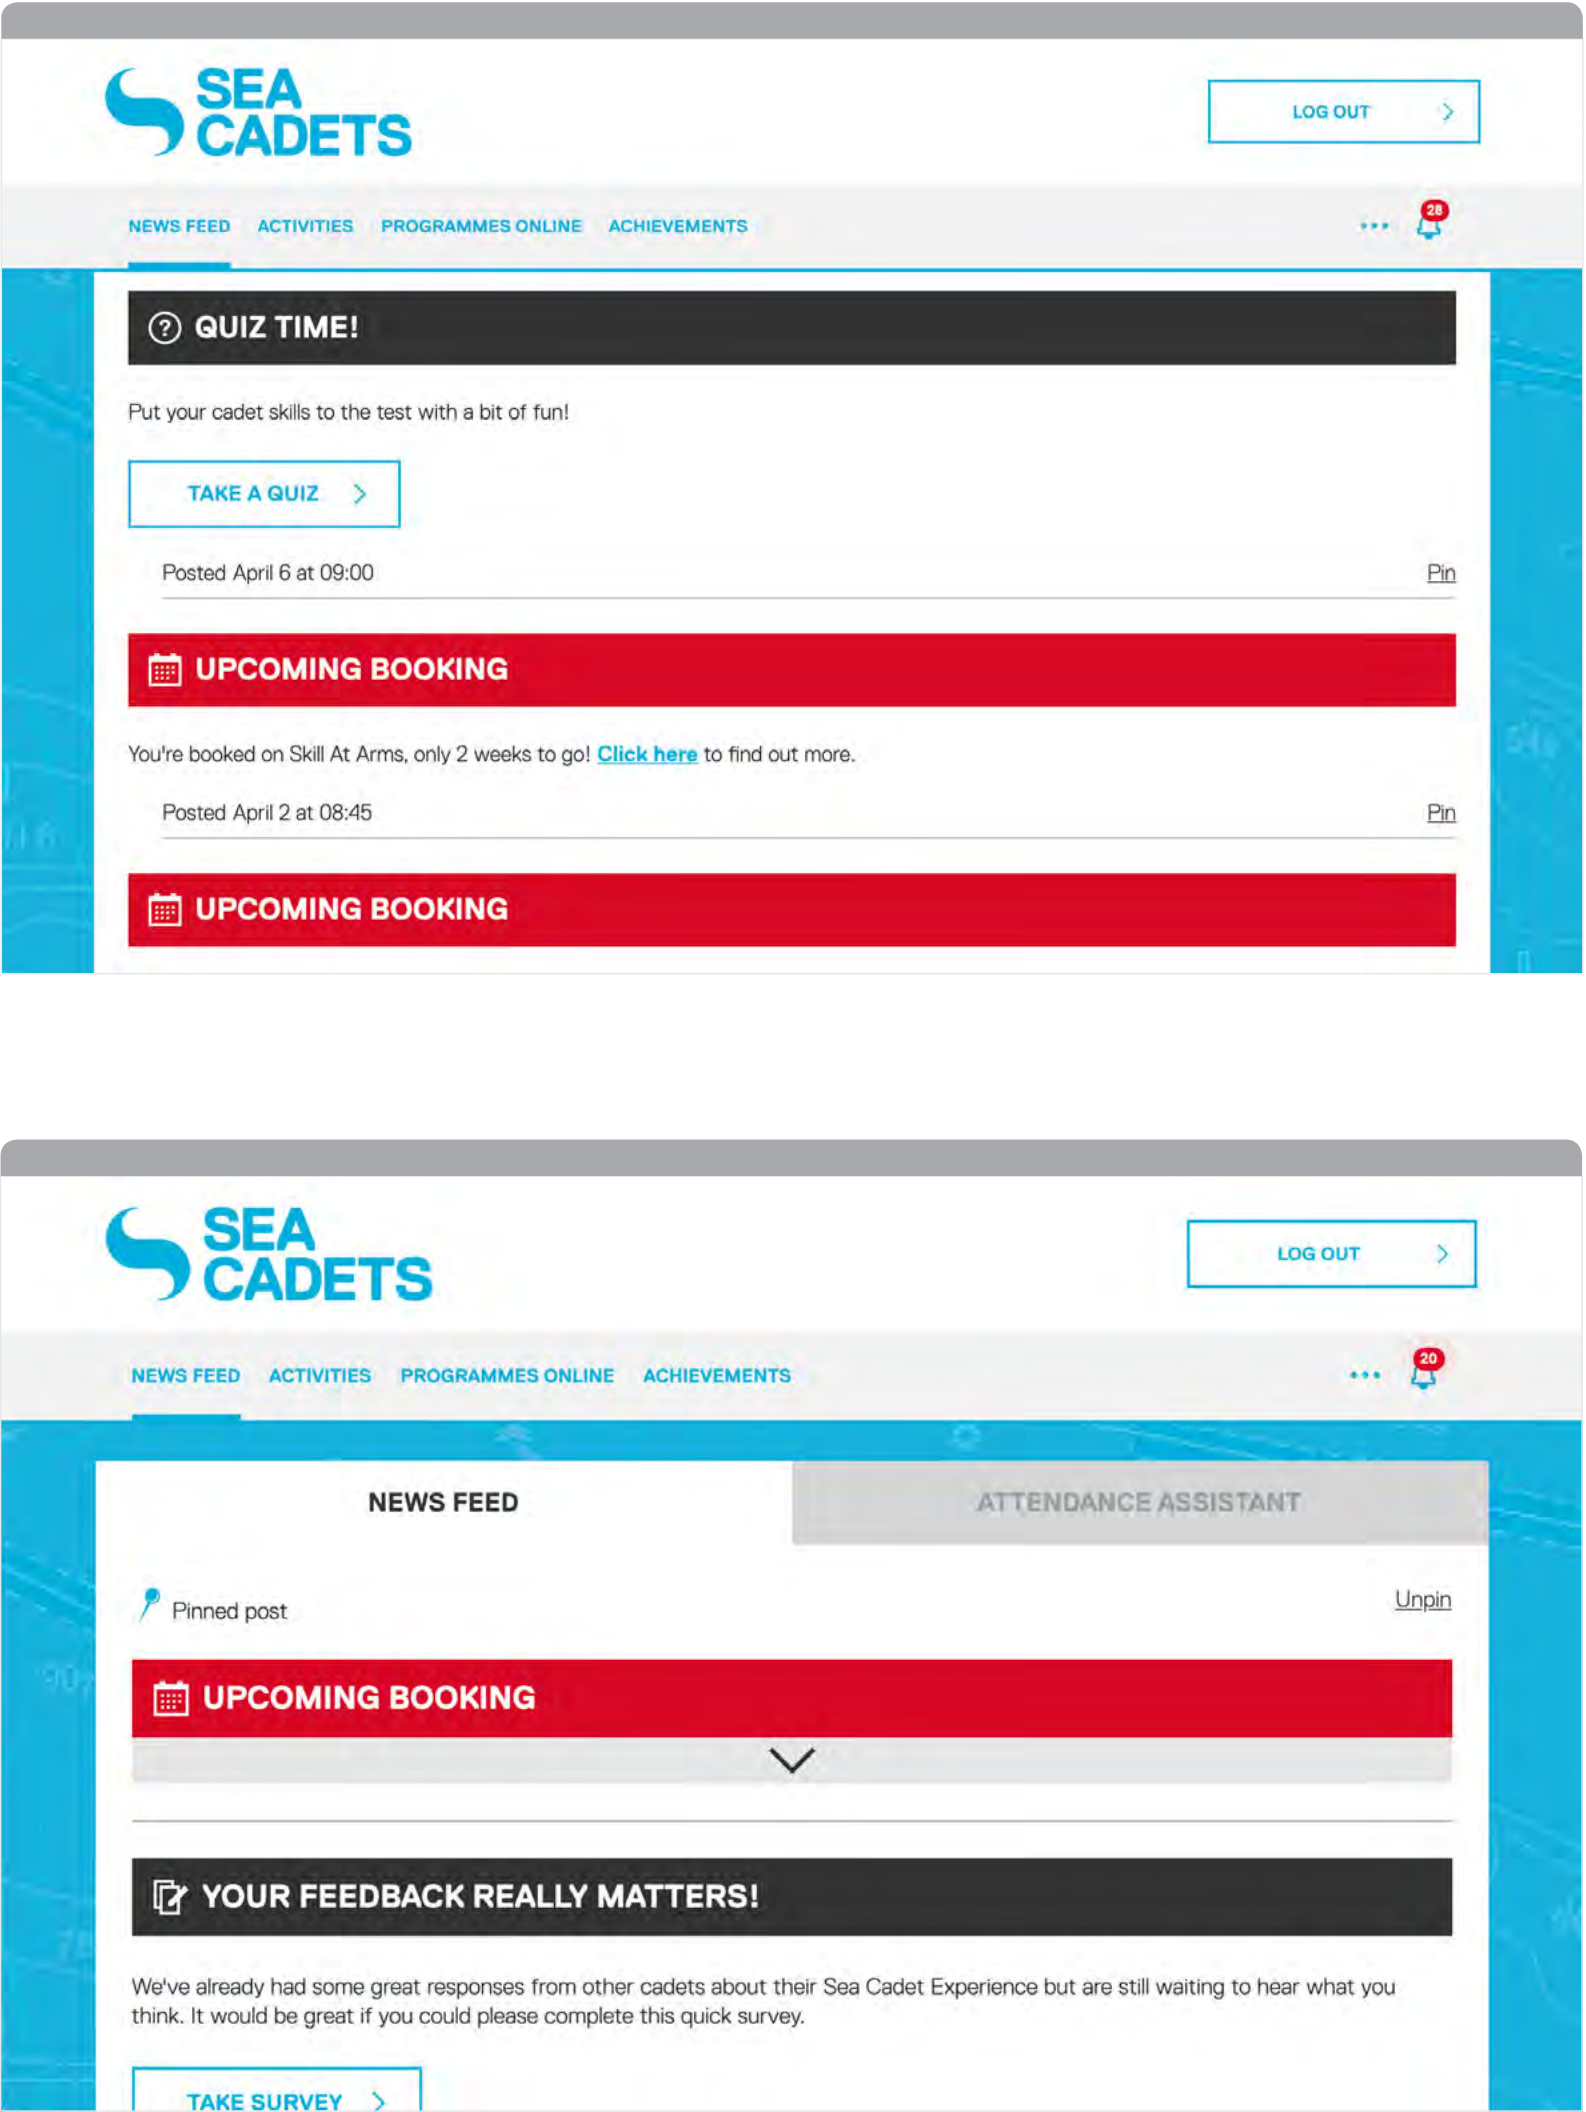 SEA
CADETS
LOG OUT
NEWS FEED ACTIVITIES PROGRAMMES ONLINE ACHIEVEMENTS
28
QUIZ TIME!
Put your cadet skills to the test with a bit of fun!
TAKE A QUIZ
Posted April 6 at 09:00 Pin
UPCOMING BOOKING
You're booked on Skill At Arms, only 2 weeks to go! Click here to find out more.
Posted April 2 at 08:45 Pin
UPCOMING BOOKING
SEA
CADETS
LOG OUT
NEWS FEED ACTIVITIES PROGRAMMES ONLINE ACHIEVEMENTS
20
NEWS FEED ATTENDANCE ASSISTANT
Pinned post Unpin
UPCOMING BOOKING
YOUR FEEDBACK REALLY MATTERS!
We've already had some great responses from other cadets about their Sea Cadet Experience but are still waiting to hear what you
think. It would be great if you could please complete this quick survey.
TAKE SURVEY